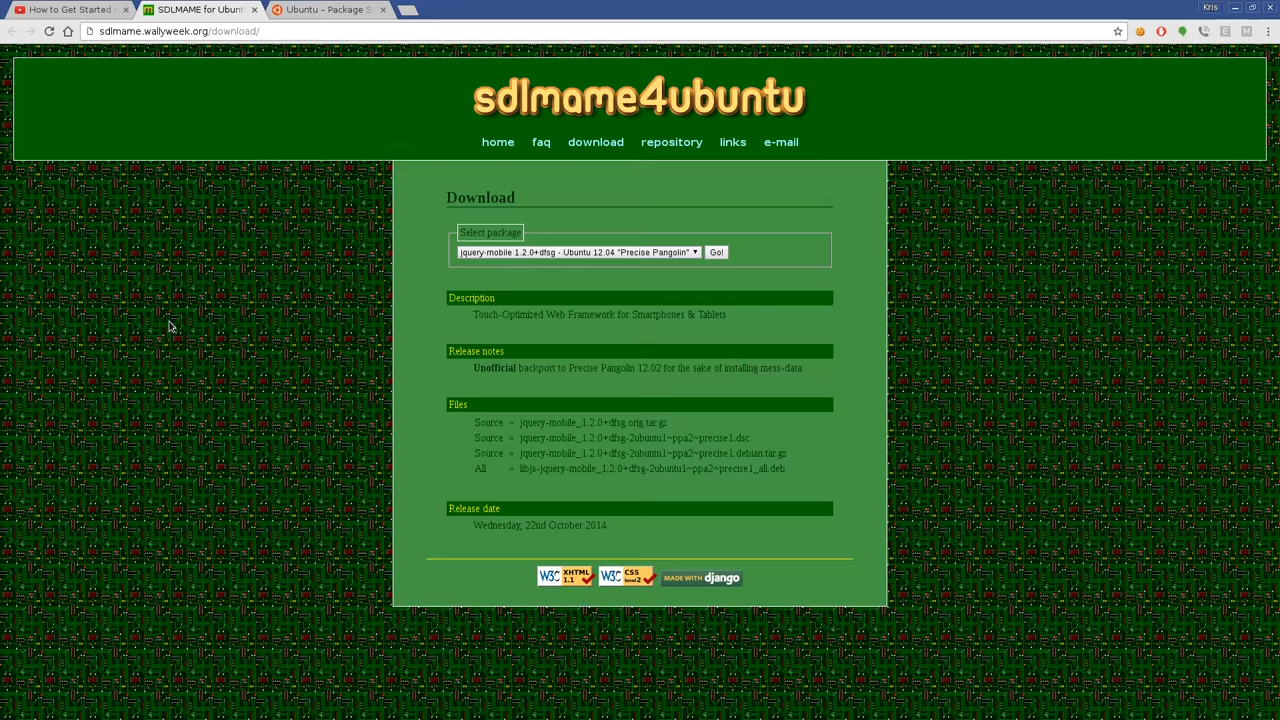 How to Get Started
SDLMAME for Ubunt
Ubuntu – Package S
Kris
sdlmame.wallyweek.org/download/
sdlmame4ubuntu
home faq download repository links e-mail
Download
Select package
jquery-mobile 1.2.0+dfsg - Ubuntu 12.04 "Precise Pangolin" Go!
Description
Touch-Optimized Web Framework for Smartphones & Tablets
Release notes
Unofficial backport to Precise Pangolin 12.02 for the sake of installing mess-data
Files
Source » jquery-mobile_1.2.0+dfsg.orig.tar.gz
Source » jquery-mobile_1.2.0+dfsg-2ubuntu1~ppa2~precise1.dsc
Source » jquery-mobile_1.2.0+dfsg-2ubuntu1~ppa2~precise1.debian.tar.gz
All » libjs-jquery-mobile_1.2.0+dfsg-2ubuntu1~ppa2~precise1_all.deb
Release date
Wednesday, 22nd October 2014.
W3C XHTML 1.1 W3C CSS level 2 MADE WITH django